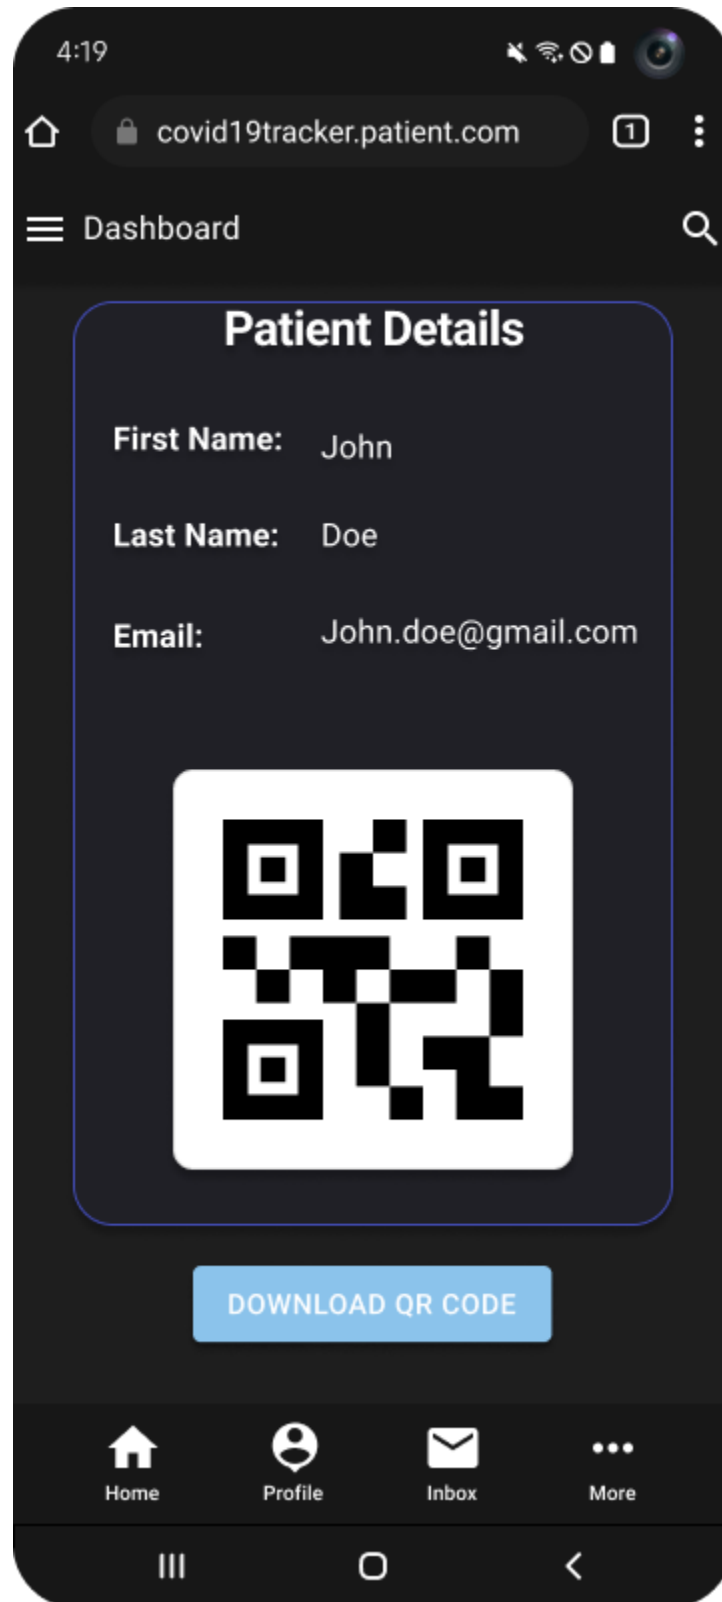 4:19
covid19tracker.patient.com
1
Dashboard
Patient Details
First Name: John
Last Name: Doe
Email: John.doe@gmail.com
DOWNLOAD QR CODE
Home Profile Inbox More